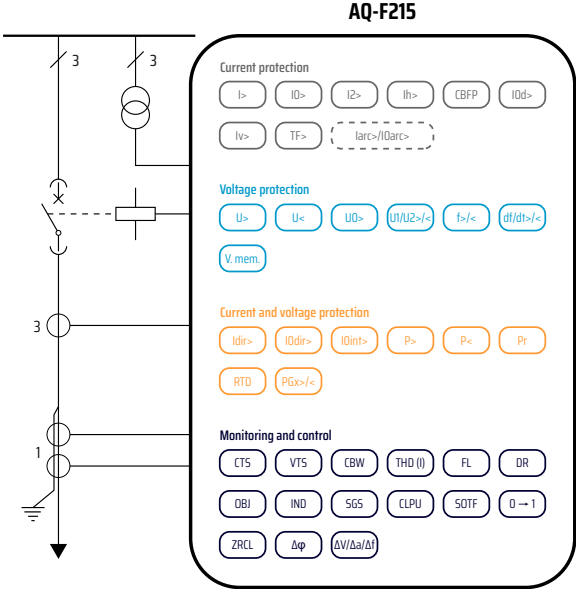 AQ-F215
3
3
Current protection
I>
I0>
I2>
Ih>
CBFP
I0d>
Iv>
TF>
Iarc>/I0arc>
Voltage protection
U>
U<
U0>
U1/U2>/<
f>/<
df/dt>/<
V. mem.
Current and voltage protection
3
Idir>
I0dir>
I0int>
P>
P<
Pr
RTD
PGx>/<
Monitoring and control
1
CTS
VTS
CBW
THD (I)
FL
DR
OBJ
IND
SGS
CLPU
SOTF
0 → 1
ZRCL
Δφ
ΔV/Δa/Δf